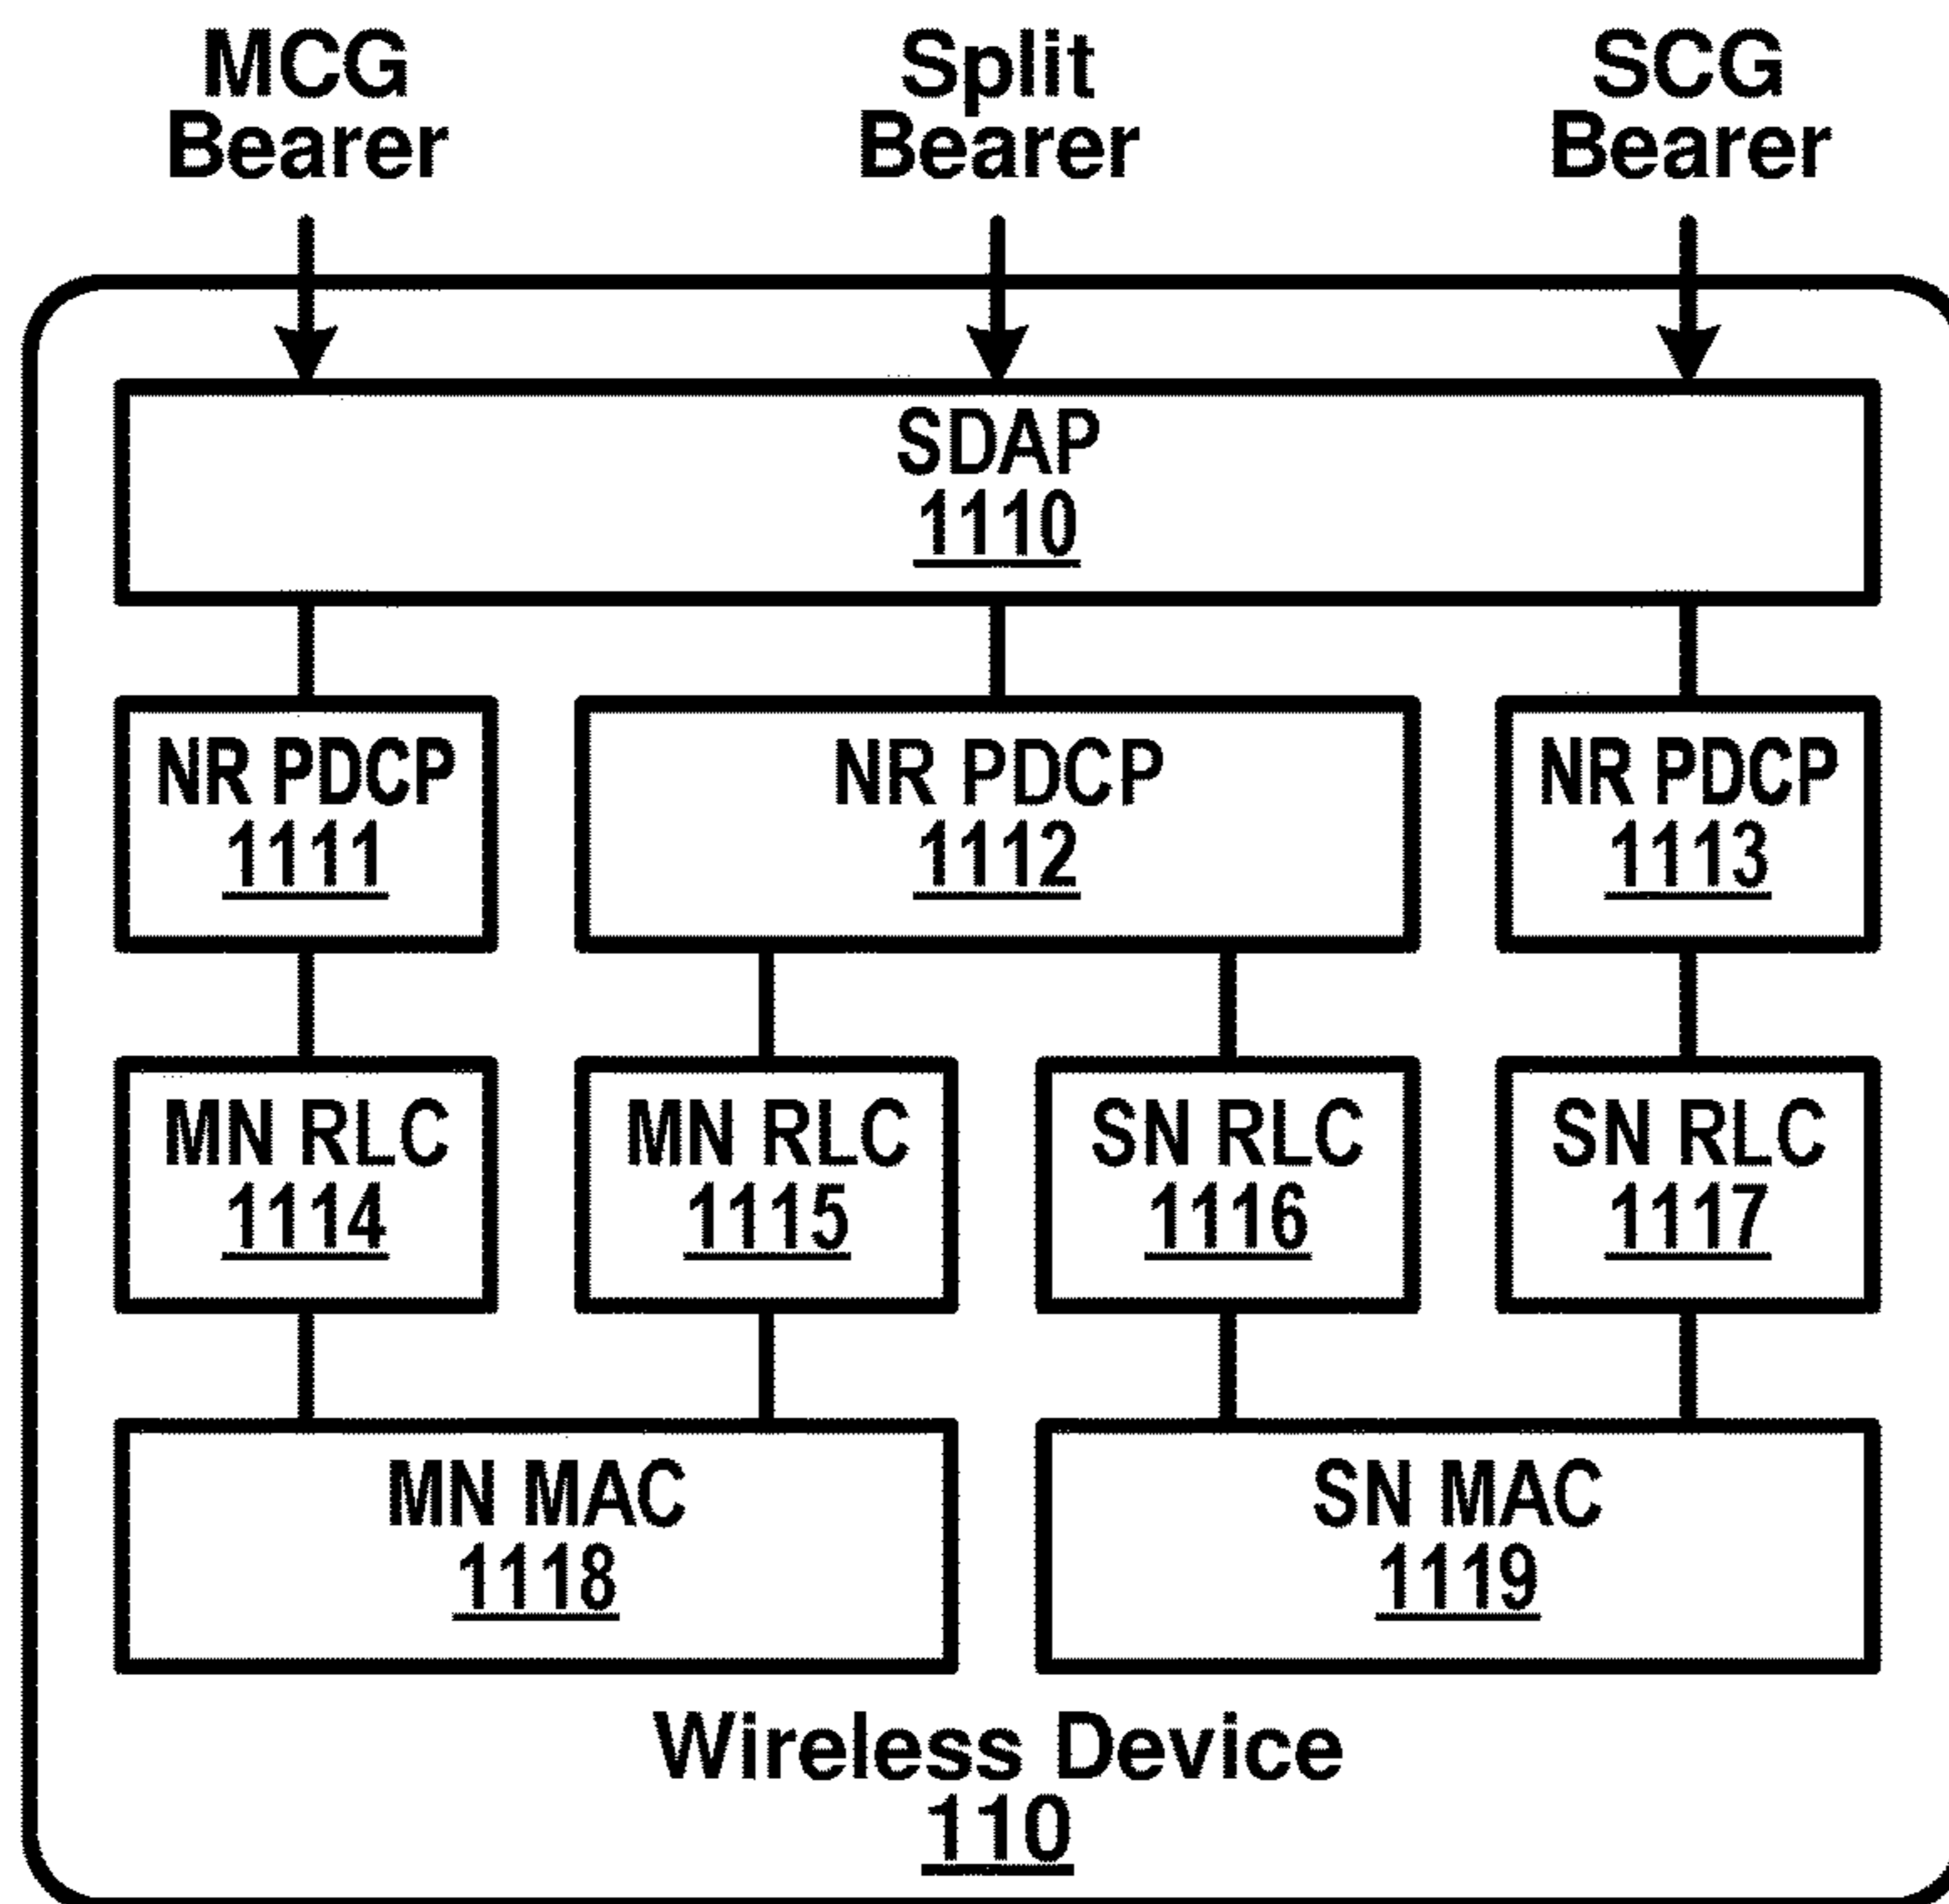 MCG
Bearer
Split
Bearer
SCG
Bearer
SDAP
1110
NR PDCP
1111
NR PDCP
1112
NR PDCP
1113
MN RLC
1114
MN RLC
1115
SN RLC
1116
SN RLC
1117
MN MAC
1118
SN MAC
1119
Wireless Device
110